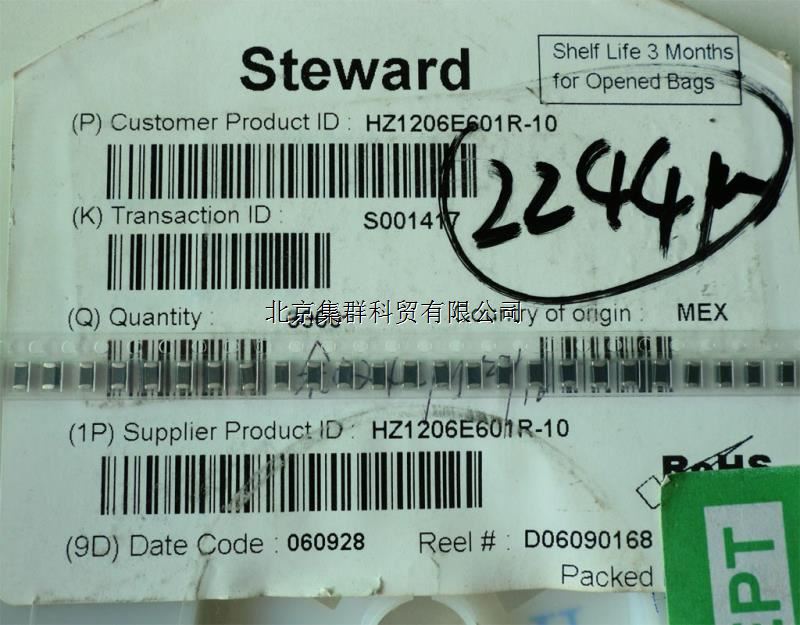 Steward
Shelf Life 3 Months
for Opened Bags
(P) Customer Product ID : HZ1206E601R-10
2244μ
(K) Transaction ID : S001417
北京集群科贸有限公司
(Q) Quantity :
of origin : MEX
(1P) Supplier Product ID : HZ1206E601R-10
RoHS
(9D) Date Code : 060928 Reel # : D06090168
Packed
EPT